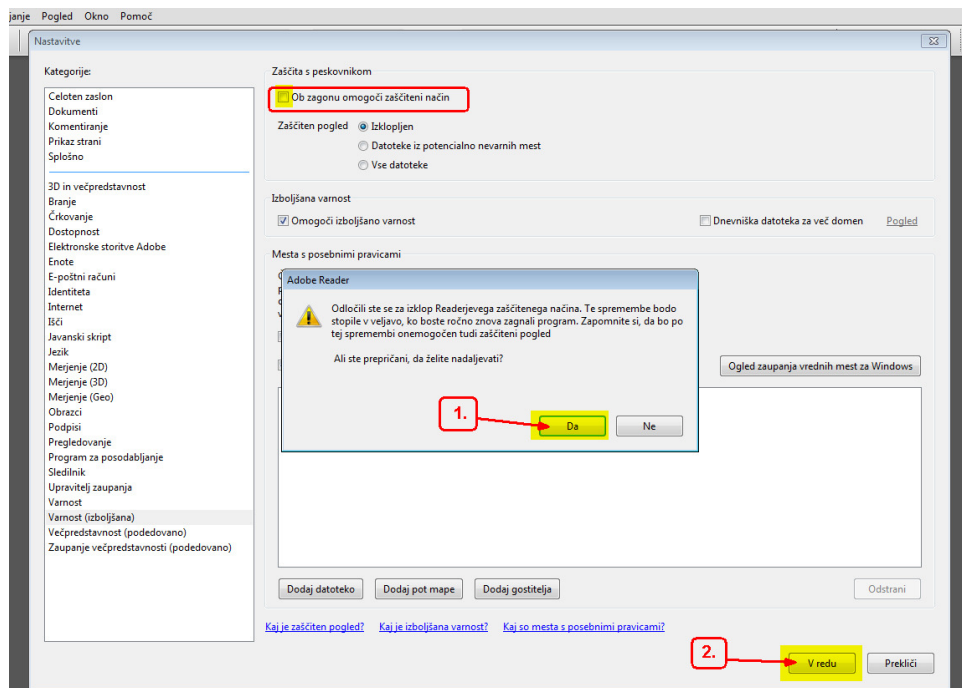 janje Pogled Okno Pomoč
Nastavitve
Kategorije:
Celoten zaslon
Dokumenti
Komentiranje
Prikaz strani
Splošno
3D in večpredstavnost
Branje
Črkovanje
Dostopnost
Elektronske storitve Adobe
Enote
E-poštni računi
Identiteta
Internet
Išči
Javanski skript
Jezik
Merjenje (2D)
Merjenje (3D)
Merjenje (Geo)
Obrazci
Podpisi
Pregledovanje
Program za posodabljanje
Sledilnik
Upravitelj zaupanja
Varnost
Varnost (izboljšana)
Večpredstavnost (podedovano)
Zaupanje večpredstavnosti (podedovano)
Zaščita s peskovnikom
Ob zagonu omogoči zaščiteni način
Zaščiten pogled Izklopljen
Datoteke iz potencialno nevarnih mest
Vse datoteke
Izboljšana varnost
Omogoči izboljšano varnost Dnevniška datoteka za več domen Pogled
Mesta s posebnimi pravicami
Adobe Reader
Odločili ste se za izklop Readerjevega zaščitenega načina. Te spremembe bodo
stopile v veljavo, ko boste ročno znova zagnali program. Zapomnite si, da bo po
tej spremembi onemogočen tudi zaščiteni pogled
Ali ste prepričani, da želite nadaljevati?
1.
Da Ne
Ogled zaupanja vrednih mest za Windows
Dodaj datoteko Dodaj pot mape Dodaj gostitelja Odstrani
Kaj je zaščiten pogled? Kaj je izboljšana varnost? Kaj so mesta s posebnimi pravicami?
2.
V redu Prekliči